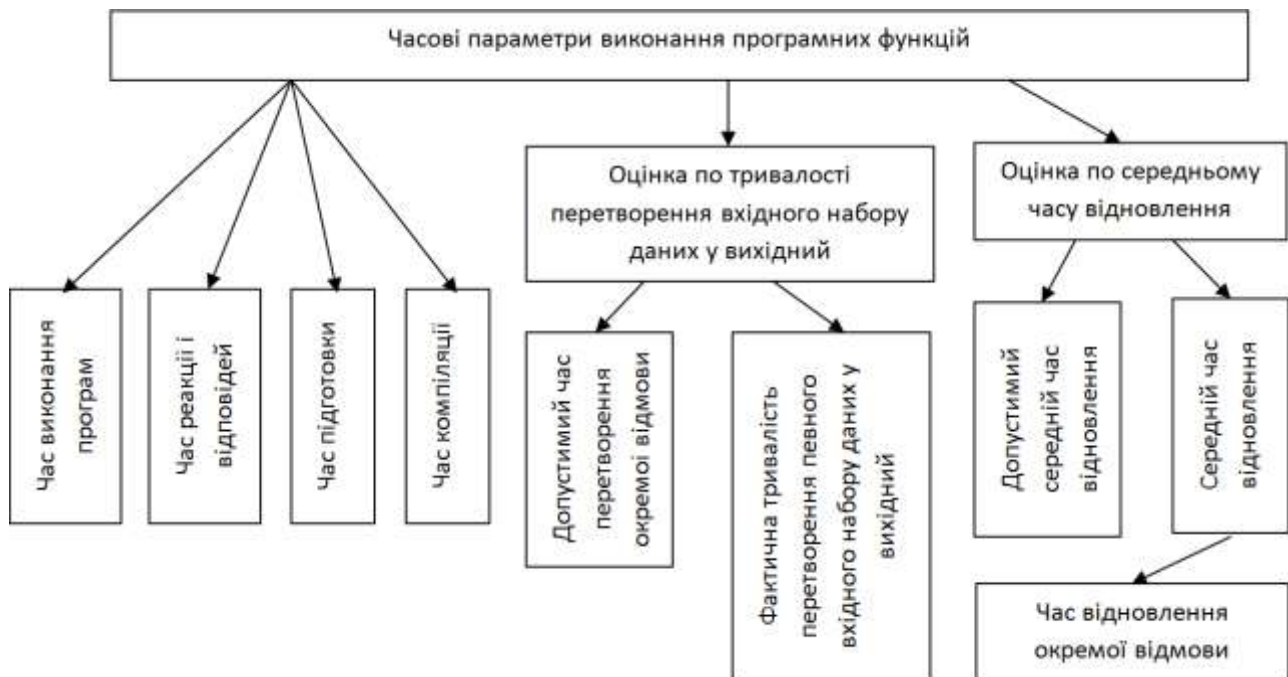 Часові параметри виконання програмних функцій
Оцінка по тривалості
перетворення вхідного набору
даних у вихідний
Оцінка по середньому
часу відновлення
Час виконання
програм
Час реакції і
відповідей
Час підготовки
Час компіляції
Допустимий час
перетворення
окремої відмови
Фактична тривалість
перетворення певного
вхідного набору даних у
вихідний
Допустимий
середній час
відновлення
Середній час
відновлення
Час відновлення
окремої відмови